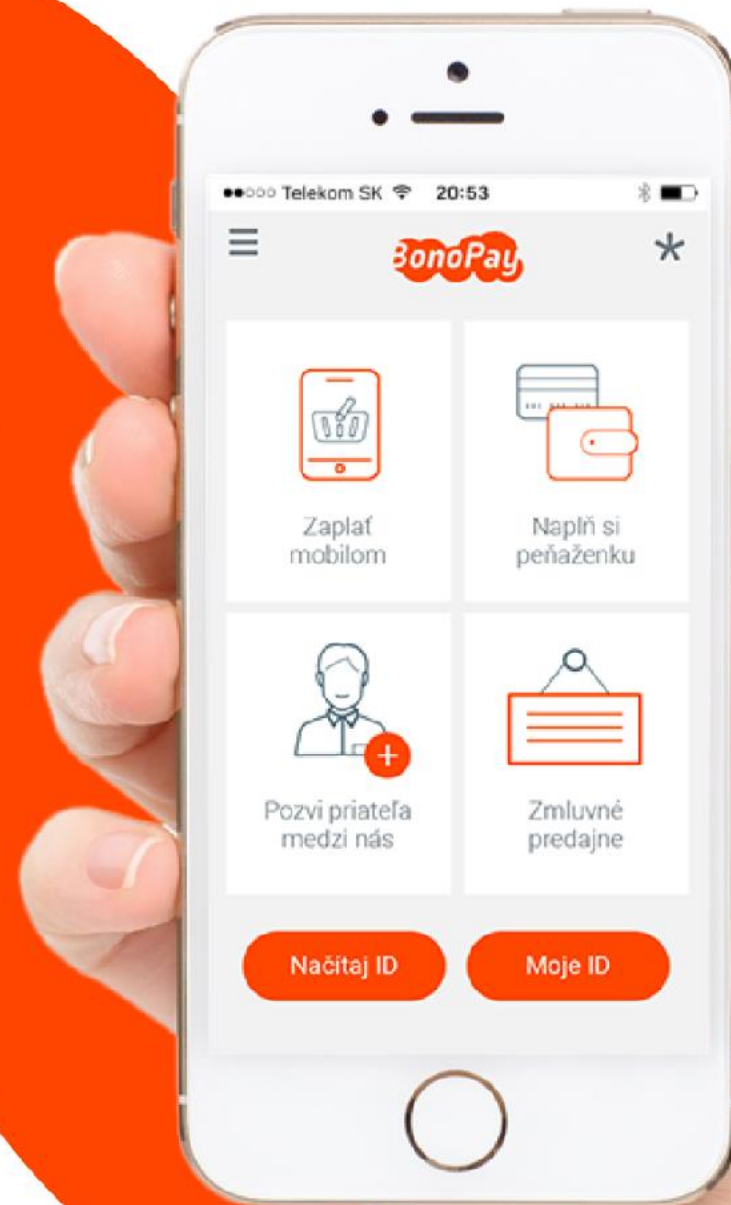 Telekom SK 20:53
BonoPay
Zaplať
mobilom
Naplň si
peňaženku
Pozvi priateľa
medzi nás
Zmluvné
predajne
Načítaj ID
Moje ID